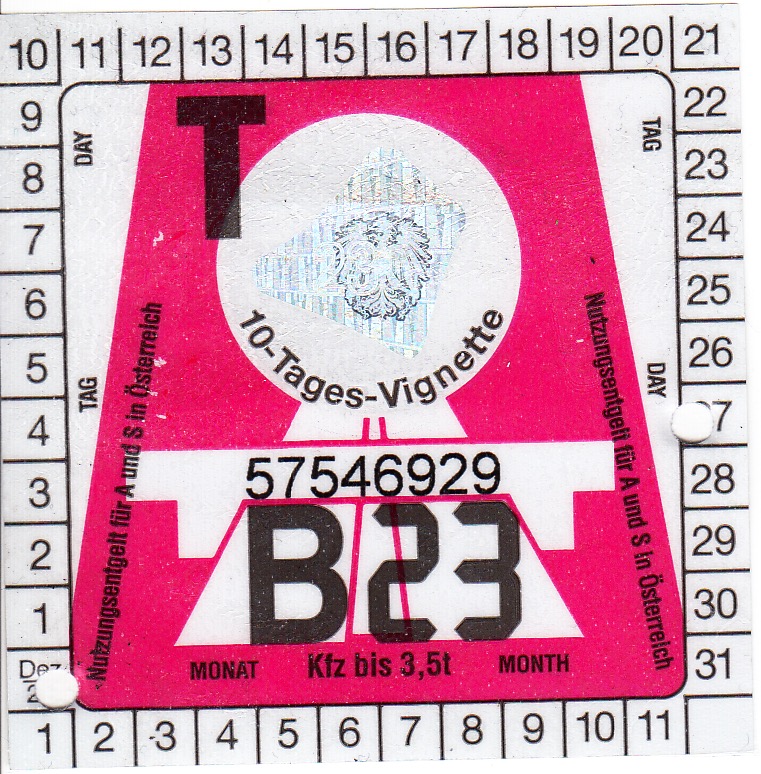 10 11 12 13 14 15 16 17 18 19 20 21
9 22
8 23
7 24
6 25
5 26
4 7
3 28
2 29
1 30
Dez 31
2
1 2 3 4 5 6 7 8 9 10 11
DAY
TAG
TAG
DAY
T
10-Tages-Vignette
Nutzungsentgelt für A und S in Österreich
Nutzungsentgelt für A und S in Österreich
57546929
B23
MONAT Kfz bis 3,5t MONTH